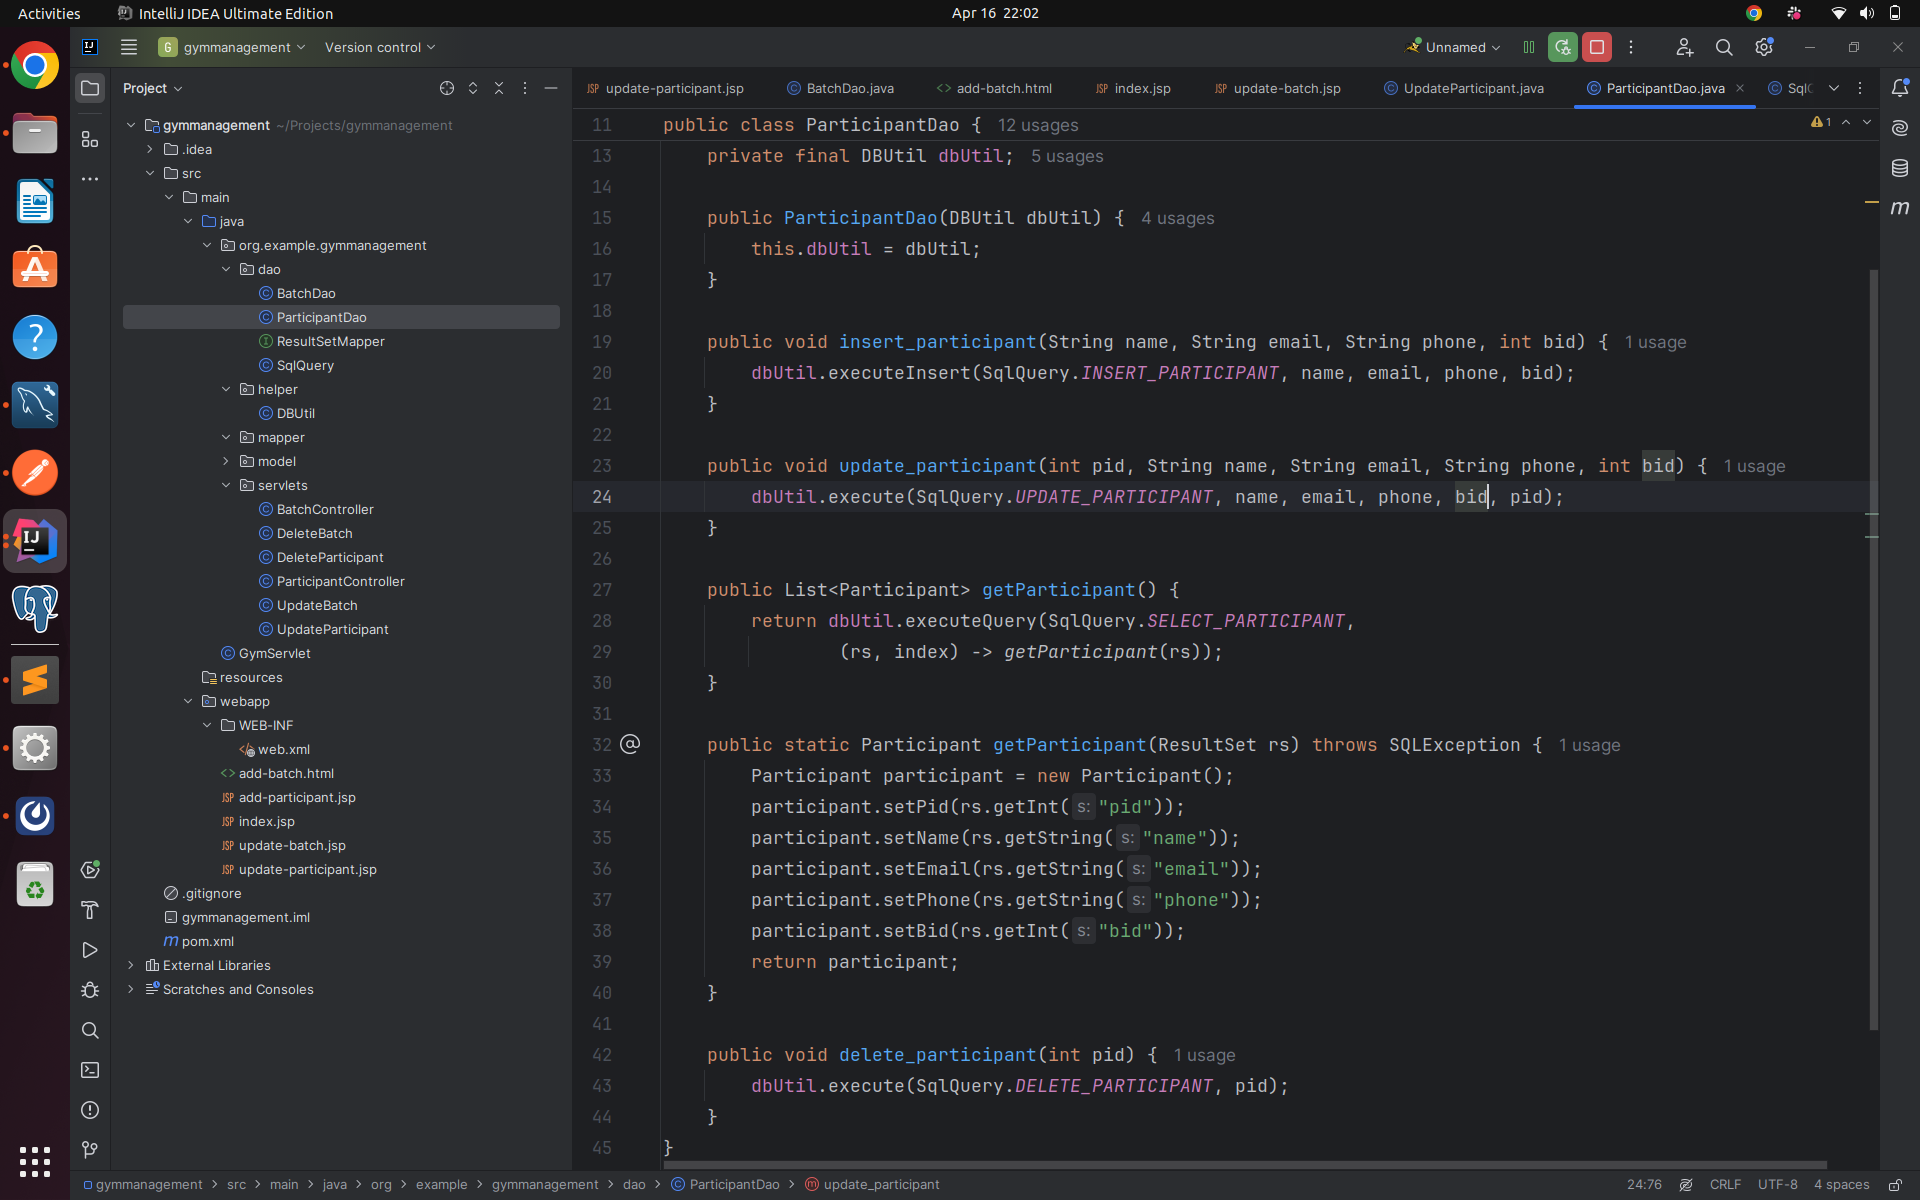 Activities
IntelliJ IDEA Ultimate Edition
Apr 16 22:02
G gymmanagement
Version control
Unnamed
Project
update-participant.jsp
BatchDao.java
add-batch.html
index.jsp
update-batch.jsp
UpdateParticipant.java
ParticipantDao.java
gymmanagement ~/Projects/gymmanagement
.idea
src
main
java
org.example.gymmanagement
dao
BatchDao
ParticipantDao
ResultSetMapper
SqlQuery
helper
DBUtil
mapper
model
servlets
BatchController
DeleteBatch
DeleteParticipant
ParticipantController
UpdateBatch
UpdateParticipant
GymServlet
resources
webapp
WEB-INF
web.xml
add-batch.html
add-participant.jsp
index.jsp
update-batch.jsp
update-participant.jsp
.gitignore
gymmanagement.iml
pom.xml
External Libraries
Scratches and Consoles
11 public class ParticipantDao { 12 usages
1
13 private final DBUtil dbUtil; 5 usages
14
15 public ParticipantDao(DBUtil dbUtil) { 4 usages
16 this.dbUtil = dbUtil;
17 }
18
19 public void insert_participant(String name, String email, String phone, int bid) { 1 usage
20 dbUtil.executeInsert(SqlQuery.INSERT_PARTICIPANT, name, email, phone, bid);
21 }
22
23 public void update_participant(int pid, String name, String email, String phone, int bid) { 1 usage
24 dbUtil.execute(SqlQuery.UPDATE_PARTICIPANT, name, email, phone, bid, pid);
25 }
26
27 public List<Participant> getParticipant() {
28 return dbUtil.executeQuery(SqlQuery.SELECT_PARTICIPANT,
29 (rs, index) -> getParticipant(rs));
30 }
31
32 public static Participant getParticipant(ResultSet rs) throws SQLException { 1 usage
33 Participant participant = new Participant();
34 participant.setPid(rs.getInt( s: "pid"));
35 participant.setName(rs.getString( s: "name"));
36 participant.setEmail(rs.getString( s: "email"));
37 participant.setPhone(rs.getString( s: "phone"));
38 participant.setBid(rs.getInt( s: "bid"));
39 return participant;
40 }
41
42 public void delete_participant(int pid) { 1 usage
43 dbUtil.execute(SqlQuery.DELETE_PARTICIPANT, pid);
44 }
45 }
gymmanagement > src > main > java > org > example > gymmanagement > dao > ParticipantDao > update_participant
24:76 CRLF UTF-8 4 spaces